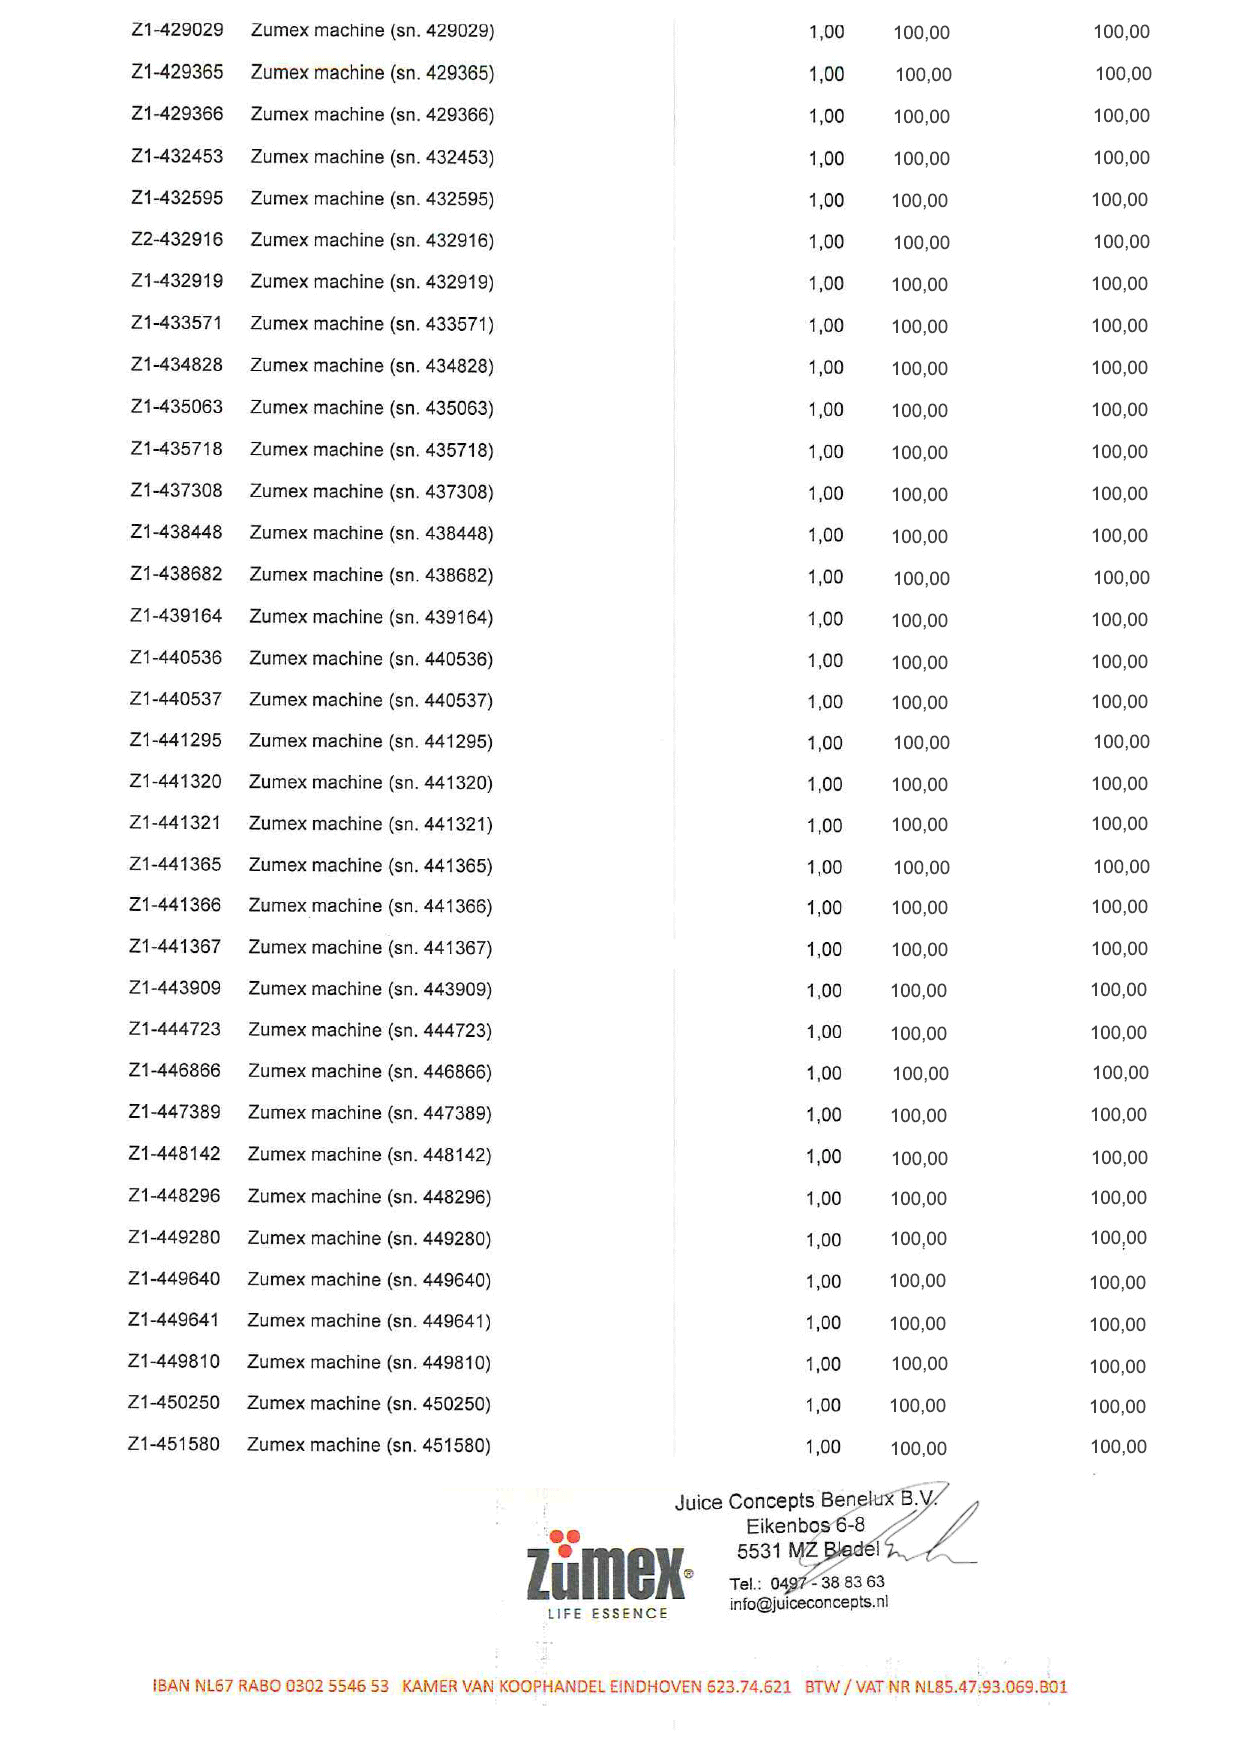 Z1-429029 Zumex machine (sn. 429029) 1,00 100,00 100,00
Z1-429365 Zumex machine (sn. 429365) 1,00 100,00 100,00
Z1-429366 Zumex machine (sn. 429366) 1,00 100,00 100,00
Z1-432453 Zumex machine (sn. 432453) 1,00 100,00 100,00
Z1-432595 Zumex machine (sn. 432595) 1,00 100,00 100,00
Z2-432916 Zumex machine (sn. 432916) 1,00 100,00 100,00
Z1-432919 Zumex machine (sn. 432919) 1,00 100,00 100,00
Z1-433571 Zumex machine (sn. 433571) 1,00 100,00 100,00
Z1-434828 Zumex machine (sn. 434828) 1,00 100,00 100,00
Z1-435063 Zumex machine (sn. 435063) 1,00 100,00 100,00
Z1-435718 Zumex machine (sn. 435718) 1,00 100,00 100,00
Z1-437308 Zumex machine (sn. 437308) 1,00 100,00 100,00
Z1-438448 Zumex machine (sn. 438448) 1,00 100,00 100,00
Z1-438682 Zumex machine (sn. 438682) 1,00 100,00 100,00
Z1-439164 Zumex machine (sn. 439164) 1,00 100,00 100,00
Z1-440536 Zumex machine (sn. 440536) 1,00 100,00 100,00
Z1-440537 Zumex machine (sn. 440537) 1,00 100,00 100,00
Z1-441295 Zumex machine (sn. 441295) 1,00 100,00 100,00
Z1-441320 Zumex machine (sn. 441320) 1,00 100,00 100,00
Z1-441321 Zumex machine (sn. 441321) 1,00 100,00 100,00
Z1-441365 Zumex machine (sn. 441365) 1,00 100,00 100,00
Z1-441366 Zumex machine (sn. 441366) 1,00 100,00 100,00
Z1-441367 Zumex machine (sn. 441367) 1,00 100,00 100,00
Z1-443909 Zumex machine (sn. 443909) 1,00 100,00 100,00
Z1-444723 Zumex machine (sn. 444723) 1,00 100,00 100,00
Z1-446866 Zumex machine (sn. 446866) 1,00 100,00 100,00
Z1-447389 Zumex machine (sn. 447389) 1,00 100,00 100,00
Z1-448142 Zumex machine (sn. 448142) 1,00 100,00 100,00
Z1-448296 Zumex machine (sn. 448296) 1,00 100,00 100,00
Z1-449280 Zumex machine (sn. 449280) 1,00 100,00 100,00
Z1-449640 Zumex machine (sn. 449640) 1,00 100,00 100,00
Z1-449641 Zumex machine (sn. 449641) 1,00 100,00 100,00
Z1-449810 Zumex machine (sn. 449810) 1,00 100,00 100,00
Z1-450250 Zumex machine (sn. 450250) 1,00 100,00 100,00
Z1-451580 Zumex machine (sn. 451580) 1,00 100,00 100,00
Juice Concepts Benelux B.V.
Eikenbos 6-8
5531 MZ Bladel
Tel.: 0497 - 38 83 63
info@juiceconcepts.nl
zümex®
LIFE ESSENCE
IBAN NL67 RABO 0302 5546 53 KAMER VAN KOOPHANDEL EINDHOVEN 623.74.621 BTW / VAT NR NL85.47.93.069.B01